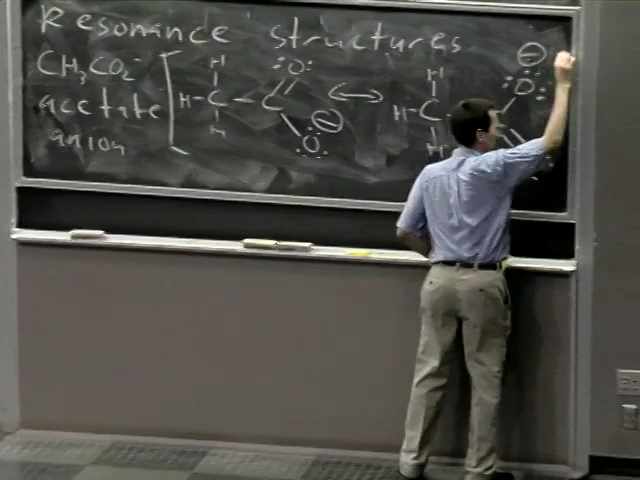 Resonance structures
CH3CO2-
acetate
anion
H
H-C-C
H
:O:
⊖
:O:
↔
H
H-C
H
⊖
:O: